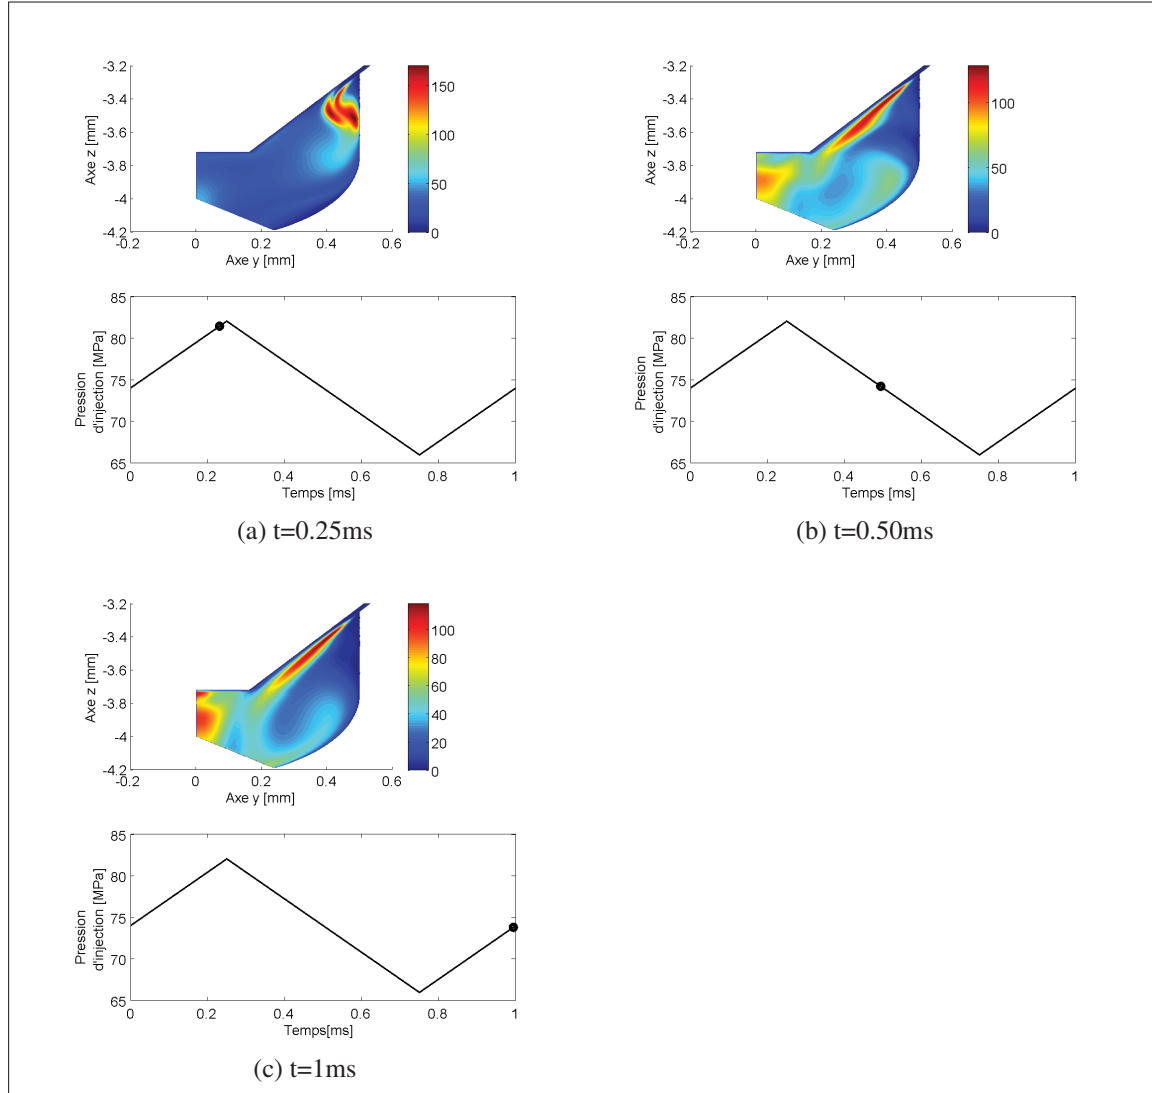 -3.2
-3.4
-3.6
-3.8
-4
-4.2
-0.2 0 0.2 0.4 0.6
Axe y [mm]
Axe z [mm]
150
100
50
0
85
80
75
70
65
0 0.2 0.4 0.6 0.8 1
Temps [ms]
Pression
d'injection [MPa]
(a) t=0.25ms
-3.2
-3.4
-3.6
-3.8
-4
-4.2
-0.2 0 0.2 0.4 0.6
Axe y [mm]
Axe z [mm]
100
50
0
85
80
75
70
65
0 0.2 0.4 0.6 0.8 1
Temps [ms]
Pression
d'injection [MPa]
(b) t=0.50ms
-3.2
-3.4
-3.6
-3.8
-4
-4.2
-0.2 0 0.2 0.4 0.6
Axe y [mm]
Axe z [mm]
100
80
60
40
20
0
85
80
75
70
65
0 0.2 0.4 0.6 0.8 1
Temps[ms]
Pression
d'injection [MPa]
(c) t=1ms